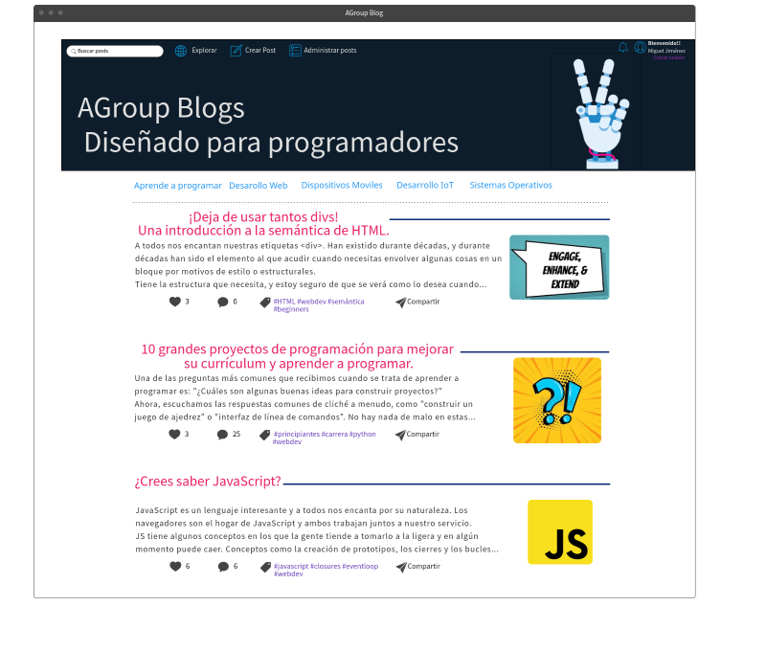 AGroup Blog
Buscar posts
Explorar
Crear Post
Administrar posts
Bienvenido!!
Miguel Jiménez
Cerrar sesión
AGroup Blogs
Diseñado para programadores
Aprende a programar
Desarollo Web
Dispositivos Moviles
Desarrollo IoT
Sistemas Operativos
¡Deja de usar tantos divs!
Una introducción a la semántica de HTML.
A todos nos encantan nuestras etiquetas <div>. Han existido durante décadas, y durante
décadas han sido el elemento al que acudir cuando necesitas envolver algunas cosas en un
bloque por motivos de estilo o estructurales.
Tiene la estructura que necesita, y estoy seguro de que se verá como lo desea cuando...
ENGAGE,
ENHANCE, &
EXTEND
3
0
#HTML #webdev #semántica
#beginners
Compartir
10 grandes proyectos de programación para mejorar
su currículum y aprender a programar.
Una de las preguntas más comunes que recibimos cuando se trata de aprender a
programar es: "¿Cuáles son algunas buenas ideas para construir proyectos?"
Ahora, escuchamos las respuestas comunes de cliché a menudo, como "construir un
juego de ajedrez" o "interfaz de línea de comandos". No hay nada de malo en estas...
?!
3
25
#principiantes #carrera #python
#webdev
Compartir
¿Crees saber JavaScript?
JavaScript es un lenguaje interesante y a todos nos encanta por su naturaleza. Los
navegadores son el hogar de JavaScript y ambos trabajan juntos a nuestro servicio.
JS tiene algunos conceptos en los que la gente tiende a tomarlo a la ligera y en algún
momento puede caer. Conceptos como la creación de prototipos, los cierres y los bucles...
JS
6
6
#javascript #closures #eventloop
#webdev
Compartir